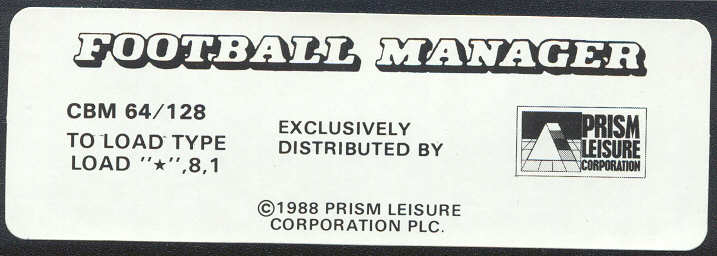 FOOTBALL MANAGER
CBM 64/128
TO LOAD TYPE
LOAD "★",8,1
EXCLUSIVELY
DISTRIBUTED BY
PRISM
LEISURE
CORPORATION
©1988 PRISM LEISURE
CORPORATION PLC.